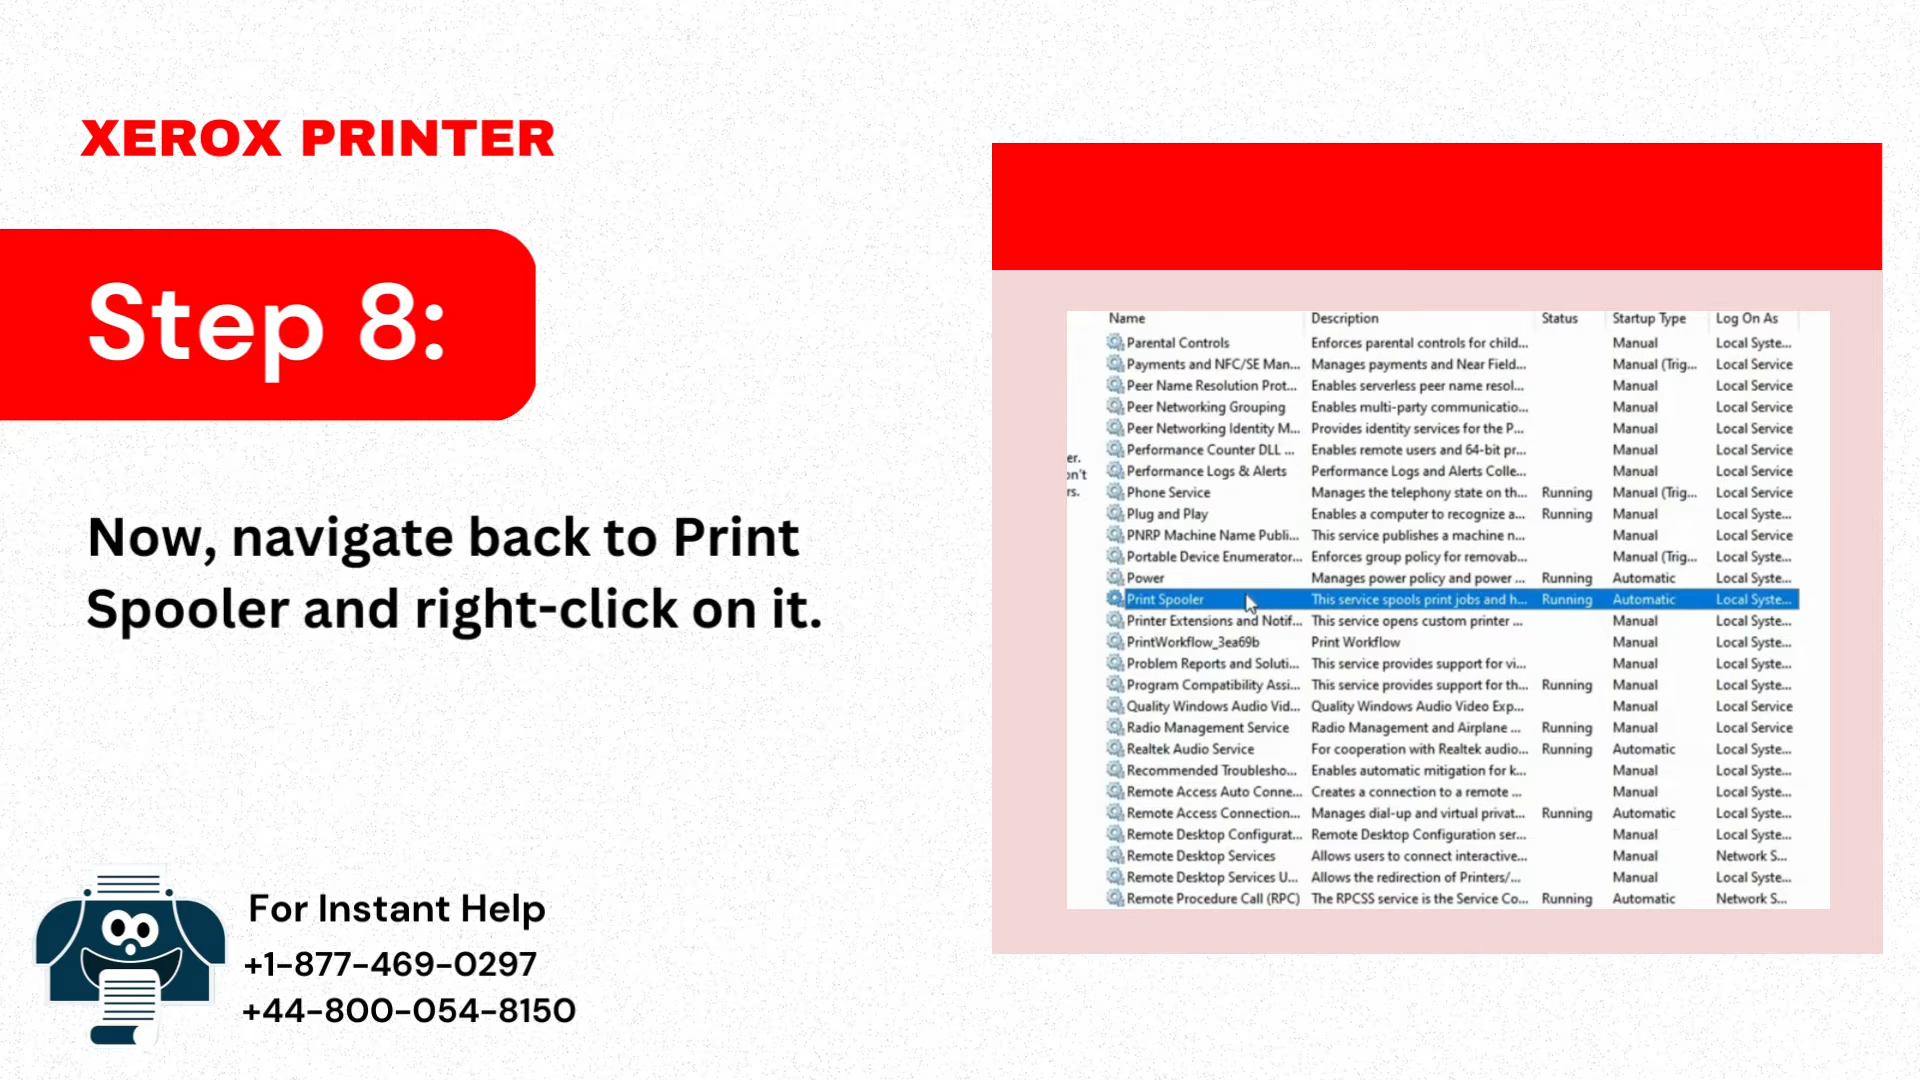 XEROX PRINTER
Step 8:
Now, navigate back to Print
Spooler and right-click on it.
For Instant Help
+1-877-469-0297
+44-800-054-8150
er.
on't
rs.
Name Description Status Startup Type Log On As
Parental Controls Enforces parental controls for child... Manual Local Syste...
Payments and NFC/SE Man... Manages payments and Near Field... Manual (Trig... Local Service
Peer Name Resolution Prot... Enables serverless peer name resol... Manual Local Service
Peer Networking Grouping Enables multi-party communicatio... Manual Local Service
Peer Networking Identity M... Provides identity services for the P... Manual Local Service
Performance Counter DLL ... Enables remote users and 64-bit pr... Manual Local Service
Performance Logs & Alerts Performance Logs and Alerts Colle... Manual Local Service
Phone Service Manages the telephony state on th... Running Manual (Trig... Local Service
Plug and Play Enables a computer to recognize a... Running Manual Local Syste...
PNRP Machine Name Publi... This service publishes a machine n... Manual Local Service
Portable Device Enumerator... Enforces group policy for removab... Manual (Trig... Local Syste...
Power Manages power policy and power ... Running Automatic Local Syste...
Print Spooler This service spools print jobs and h... Running Automatic Local Syste...
Printer Extensions and Notif... This service opens custom printer ... Manual Local Syste...
PrintWorkflow_3ea69b Print Workflow Manual Local Syste...
Problem Reports and Soluti... This service provides support for vi... Manual Local Syste...
Program Compatibility Assi... This service provides support for th... Running Manual Local Syste...
Quality Windows Audio Vid... Quality Windows Audio Video Exp... Manual Local Service
Radio Management Service Radio Management and Airplane ... Running Manual Local Service
Realtek Audio Service For cooperation with Realtek audio... Running Automatic Local Syste...
Recommended Troublesho... Enables automatic mitigation for k... Manual Local Syste...
Remote Access Auto Conne... Creates a connection to a remote ... Manual Local Syste...
Remote Access Connection... Manages dial-up and virtual privat... Running Automatic Local Syste...
Remote Desktop Configurat... Remote Desktop Configuration ser... Manual Local Syste...
Remote Desktop Services Allows users to connect interactive... Manual Network S...
Remote Desktop Services U... Allows the redirection of Printers/... Manual Local Syste...
Remote Procedure Call (RPC) The RPCSS service is the Service Co... Running Automatic Network S...